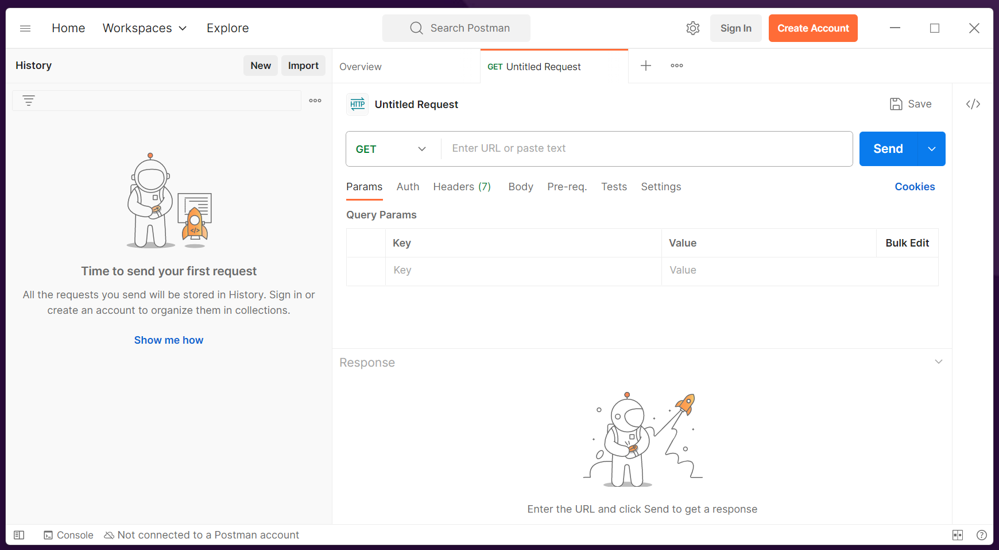 Home Workspaces Explore Search Postman Sign In Create Account
History New Import
Overview GET Untitled Request
HTTP Untitled Request Save </>
GET Enter URL or paste text Send
Params Auth Headers (7) Body Pre-req. Tests Settings Cookies
Query Params
Key Value Bulk Edit
Key Value
</>
Time to send your first request
All the requests you send will be stored in History. Sign in or
create an account to organize them in collections.
Show me how
Response
Enter the URL and click Send to get a response
Console Not connected to a Postman account